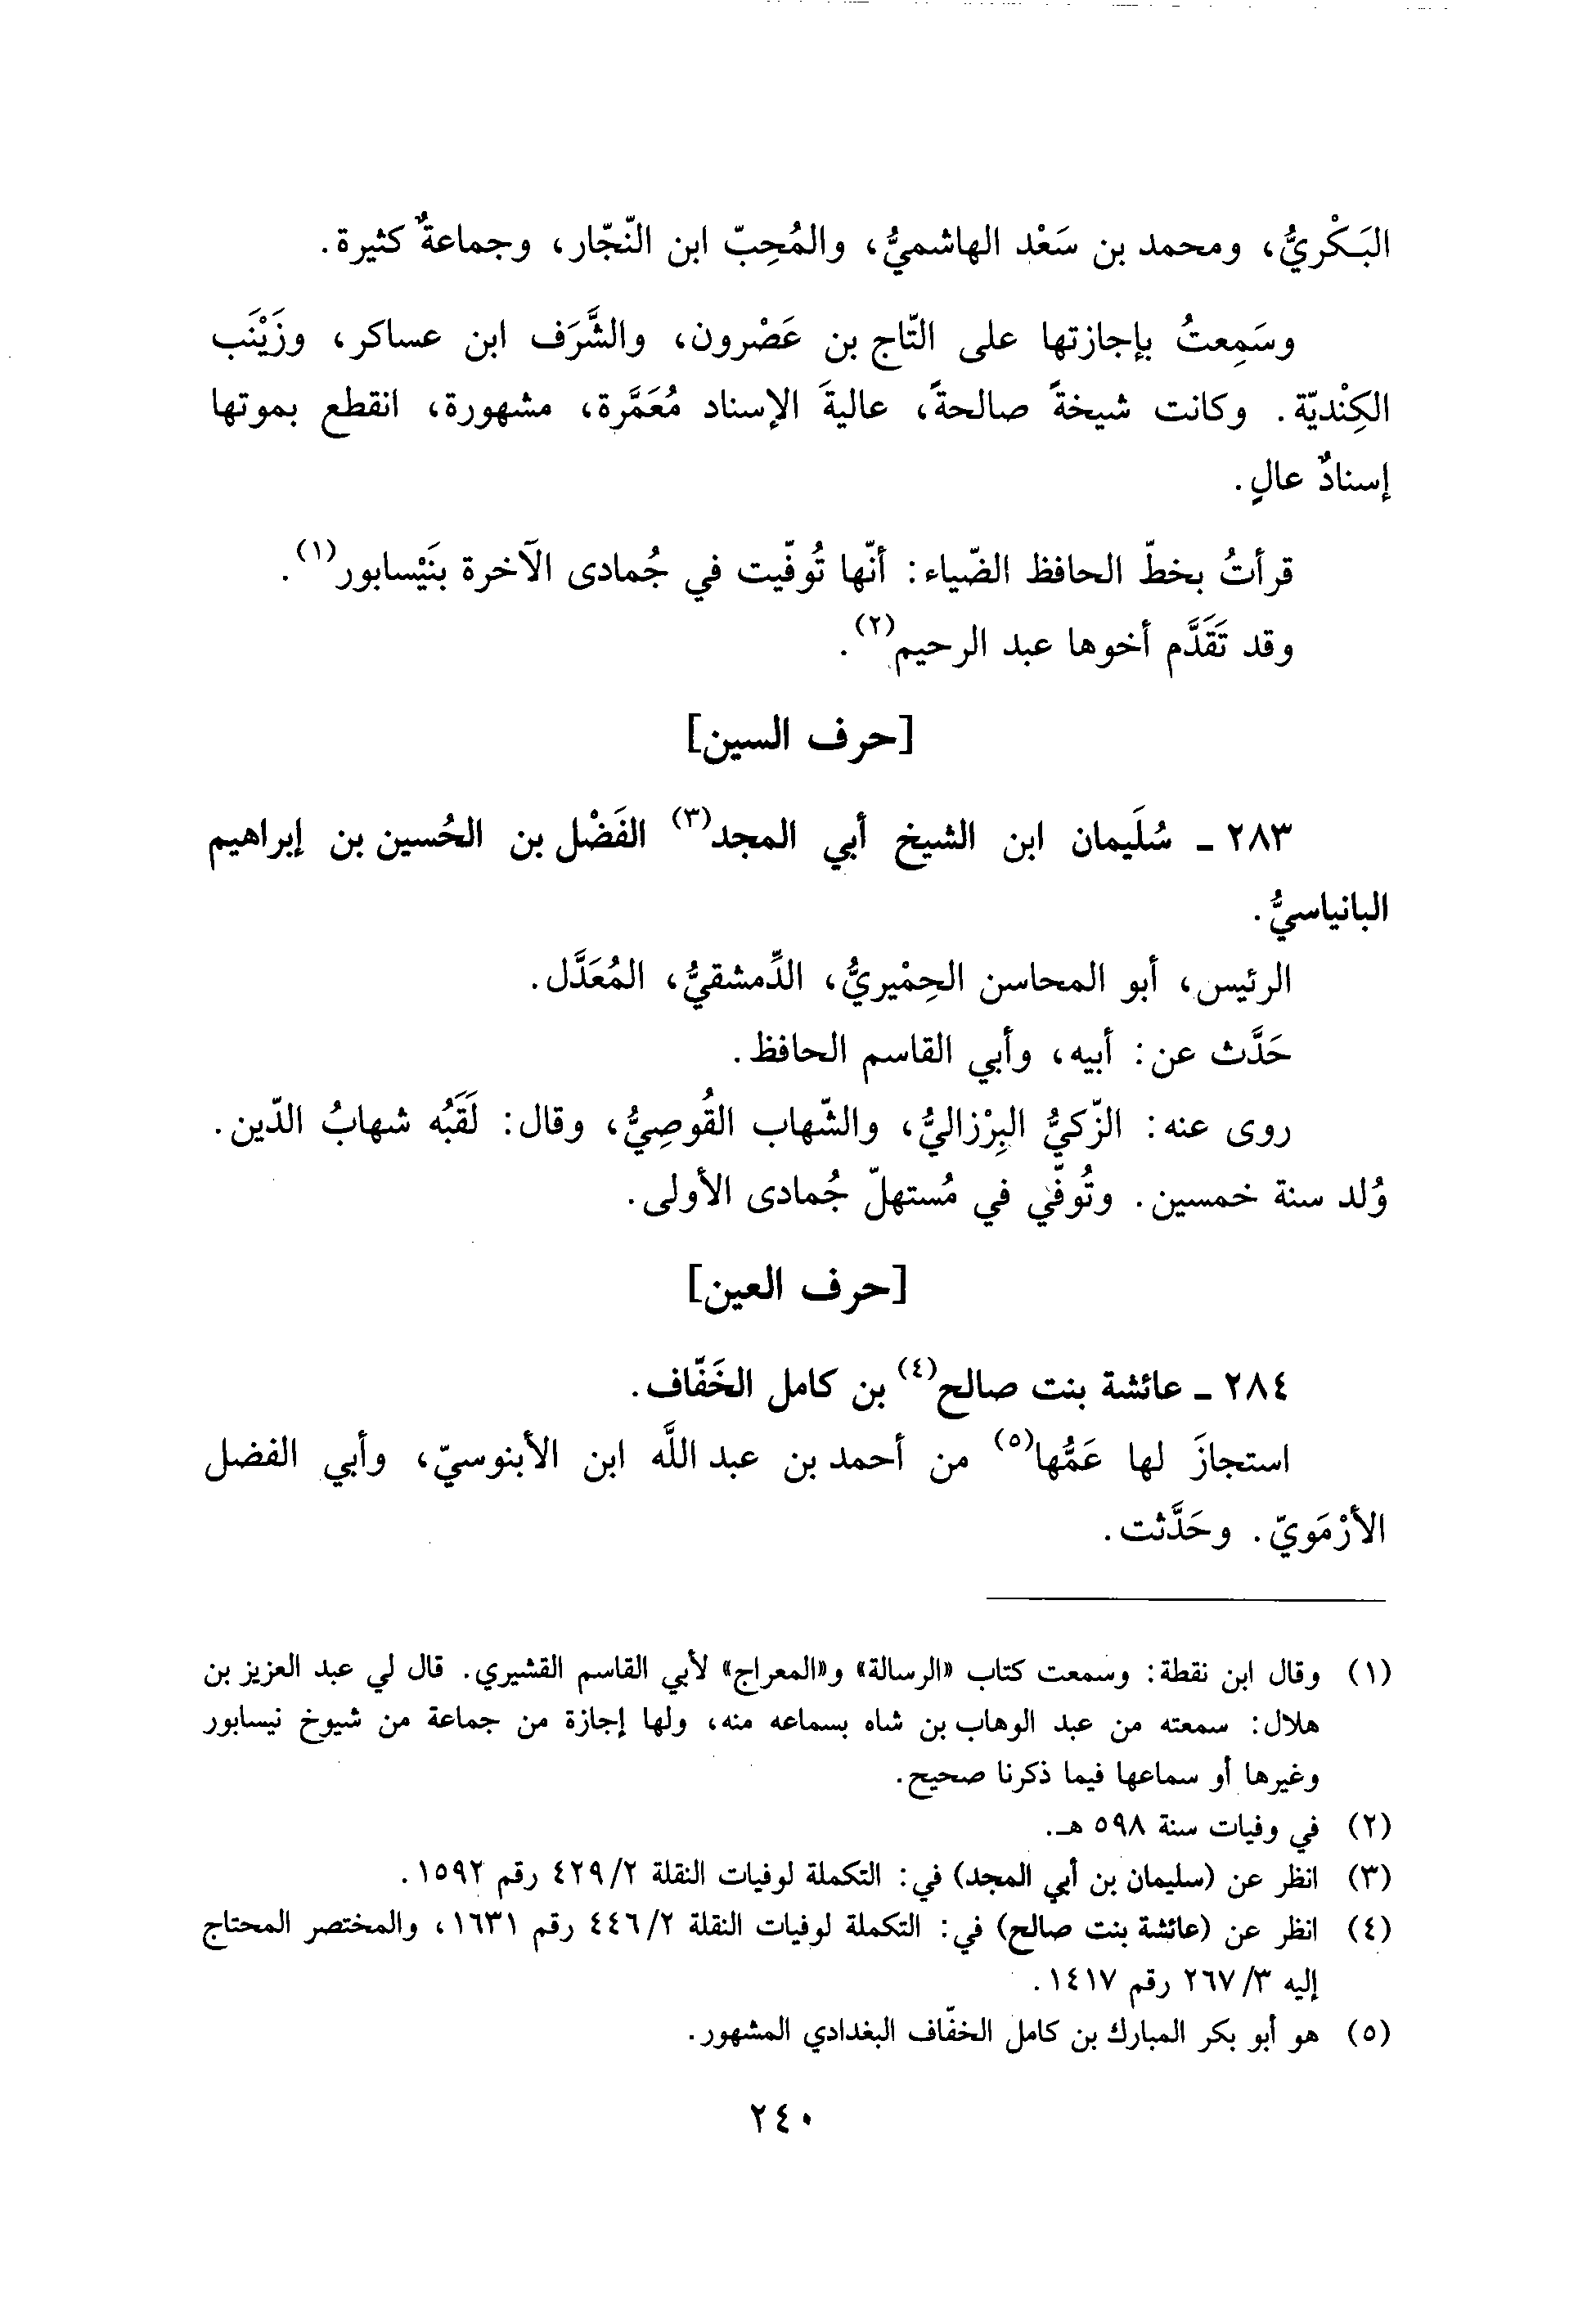 البَكْريُّ، ومحمد بن سَعْد الهاشميُّ، والمُحِبّ ابن النّجّار، وجماعةٌ كثيرة.
وسَمِعتُ بإجازتها على التّاج بن عَصْرون، والشَّرَف ابن عساكر، وزَيْنَب
الكِنْديّة. وكانت شيخةً صالحةً، عاليةَ الإسناد مُعَمَّرة، مشهورة، انقطع بموتها
إسنادٌ عالٍ.
قرأتُ بخطّ الحافظ الضّياء: أنّها تُوفّيت في جُمادى الآخرة بنَيْسابور(١).
وقد تَقَدَّم أخوها عبد الرحيم(٢).
[حرف السين]
٢٨٣ ـ سُلَيمان ابن الشيخ أبي المجد(٣) الفَضْل بن الحُسين بن إبراهيم
البانياسيُّ.
الرئيس، أبو المحاسن الحِمْيريُّ، الدِّمشقيُّ، المُعَدَّل.
حَدَّث عن: أبيه، وأبي القاسم الحافظ.
روى عنه: الزّكيُّ البِرْزاليُّ، والشّهاب القُوصِيُّ، وقال: لَقَبُه شهابُ الدّين.
وُلد سنة خمسين. وتُوفّي في مُستهلّ جُمادى الأولى.
[حرف العين]
٢٨٤ ـ عائشة بنت صالح(٤) بن كامل الخَفّاف.
استجازَ لها عَمُّها(٥) من أحمد بن عبد اللَّه ابن الأبنوسيّ، وأبي الفضل
الأرْمَويّ. وحَدَّثت.
(١) وقال ابن نقطة: وسمعت كتاب «الرسالة» و«المعراج» لأبي القاسم القشيري. قال لي عبد العزيز بن
هلال: سمعته من عبد الوهاب بن شاه بسماعه منه، ولها إجازة من جماعة من شيوخ نيسابور
وغيرها أو سماعها فيما ذكرنا صحيح.
(٢) في وفيات سنة ٥٩٨ هـ.
(٣) انظر عن (سليمان بن أبي المجد) في: التكملة لوفيات النقلة ٤٢٩/٢ رقم ١٥٩٢.
(٤) انظر عن (عائشة بنت صالح) في: التكملة لوفيات النقلة ٤٤٦/٢ رقم ١٦٣١، والمختصر المحتاج
إليه ٢٦٧/٣ رقم ١٤١٧.
(٥) هو أبو بكر المبارك بن كامل الخفّاف البغدادي المشهور.
٢٤٠